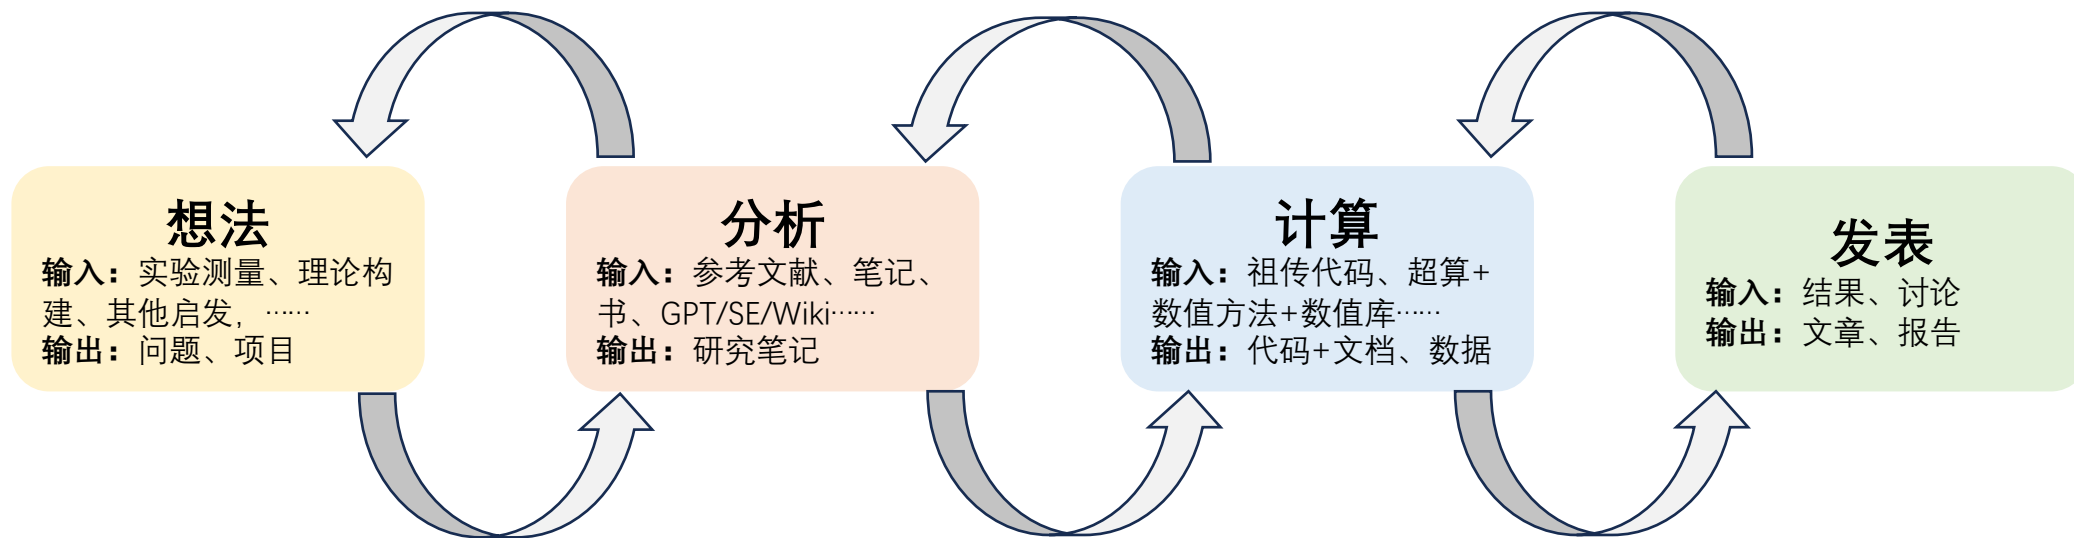 想法
输入：实验测量、理论构
建、其他启发，……
输出：问题、项目
分析
输入：参考文献、笔记、
书、GPT/SE/Wiki……
输出：研究笔记
计算
输入：祖传代码、超算+
数值方法+数值库……
输出：代码+文档、数据
发表
输入：结果、讨论
输出：文章、报告